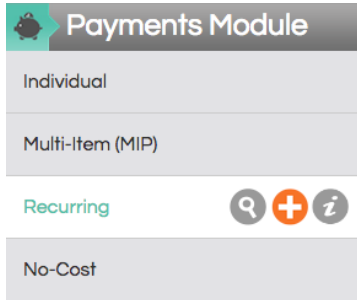 Payments Module
Individual
Multi-Item (MIP)
Recurring
No-Cost